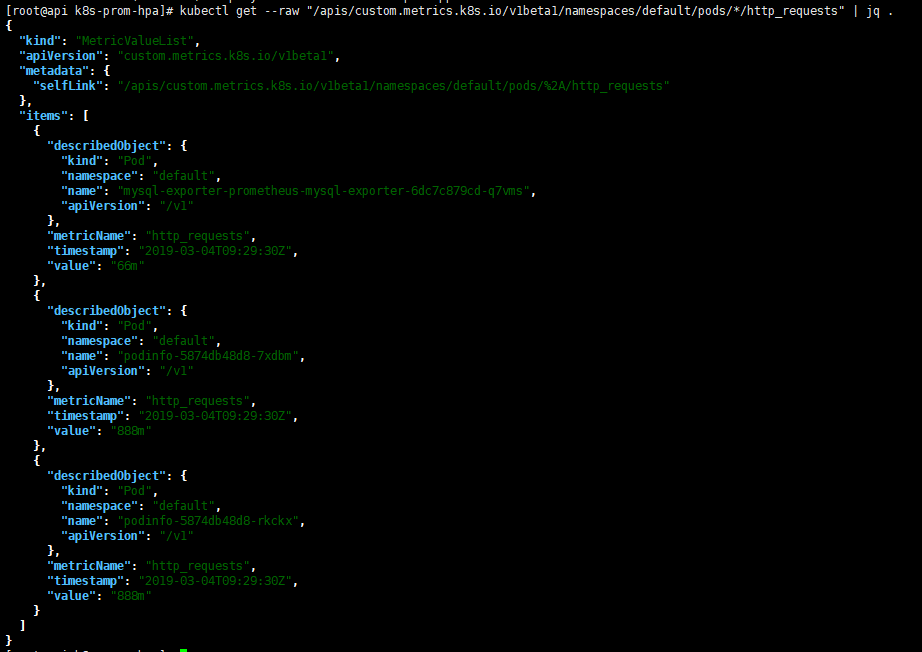 [root@api k8s-prom-hpa]# kubectl get --raw "/apis/custom.metrics.k8s.io/v1beta1/namespaces/default/pods/*/http_requests" | jq .
{
  "kind": "MetricValueList",
  "apiVersion": "custom.metrics.k8s.io/v1beta1",
  "metadata": {
    "selfLink": "/apis/custom.metrics.k8s.io/v1beta1/namespaces/default/pods/%2A/http_requests"
  },
  "items": [
    {
      "describedObject": {
        "kind": "Pod",
        "namespace": "default",
        "name": "mysql-exporter-prometheus-mysql-exporter-6dc7c879cd-q7vms",
        "apiVersion": "/v1"
      },
      "metricName": "http_requests",
      "timestamp": "2019-03-04T09:29:30Z",
      "value": "66m"
    },
    {
      "describedObject": {
        "kind": "Pod",
        "namespace": "default",
        "name": "podinfo-5874db48d8-7xdbm",
        "apiVersion": "/v1"
      },
      "metricName": "http_requests",
      "timestamp": "2019-03-04T09:29:30Z",
      "value": "888m"
    },
    {
      "describedObject": {
        "kind": "Pod",
        "namespace": "default",
        "name": "podinfo-5874db48d8-rkckx",
        "apiVersion": "/v1"
      },
      "metricName": "http_requests",
      "timestamp": "2019-03-04T09:29:30Z",
      "value": "888m"
    }
  ]
}